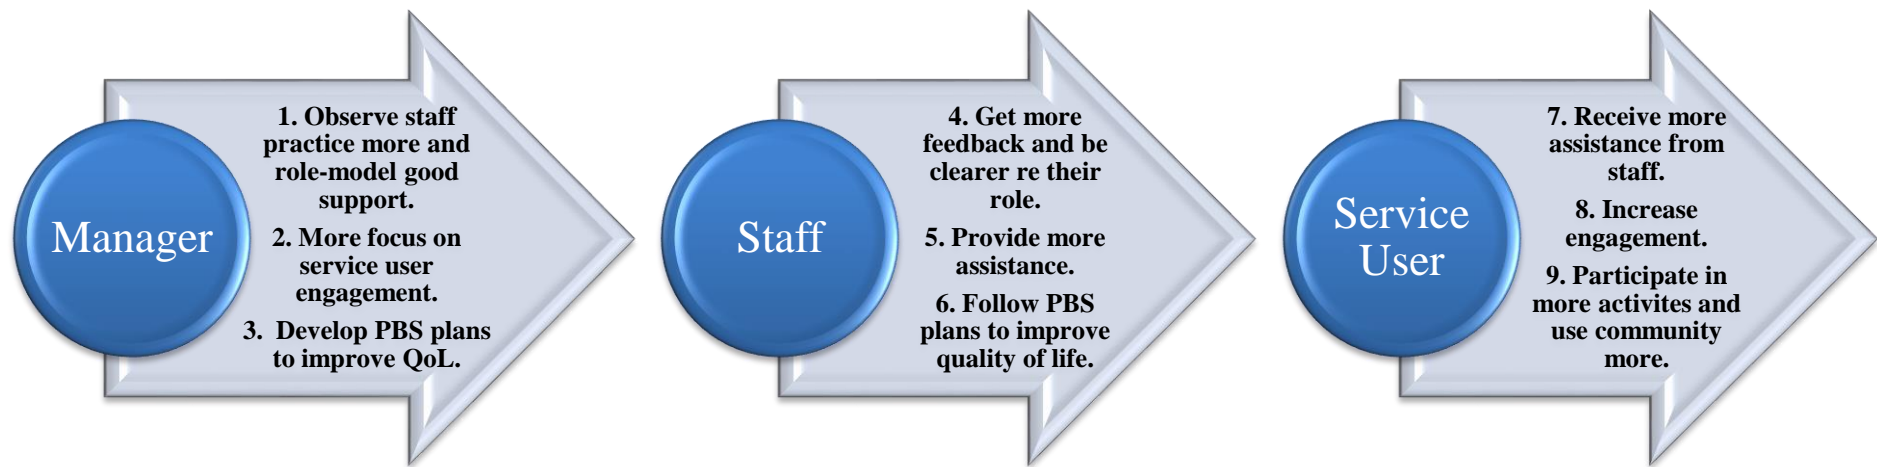 Manager
1. Observe staff
practice more and
role-model good
support.
2. More focus on
service user
engagement.
3.  Develop PBS plans
to improve QoL.
Staff
4. Get more
feedback and be
clearer re their
role.
5. Provide more
assistance.
6. Follow PBS
plans to improve
quality of life.
Service
User
7. Receive more
assistance from
staff.
8. Increase
engagement.
9. Participate in
more activites and
use community
more.